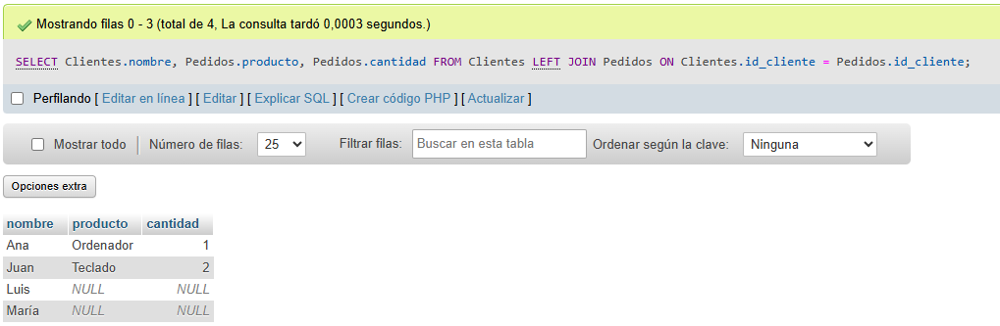 Mostrando filas 0 - 3 (total de 4, La consulta tardó 0,0003 segundos.)
SELECT Clientes.nombre, Pedidos.producto, Pedidos.cantidad FROM Clientes LEFT JOIN Pedidos ON Clientes.id_cliente = Pedidos.id_cliente;
Perfilando [ Editar en línea ] [ Editar ] [ Explicar SQL ] [ Crear código PHP ] [ Actualizar ]
Mostrar todo | Número de filas: 25 Filtrar filas: Buscar en esta tabla Ordenar según la clave: Ninguna
Opciones extra
nombre producto cantidad
Ana Ordenador 1
Juan Teclado 2
Luis NULL NULL
María NULL NULL